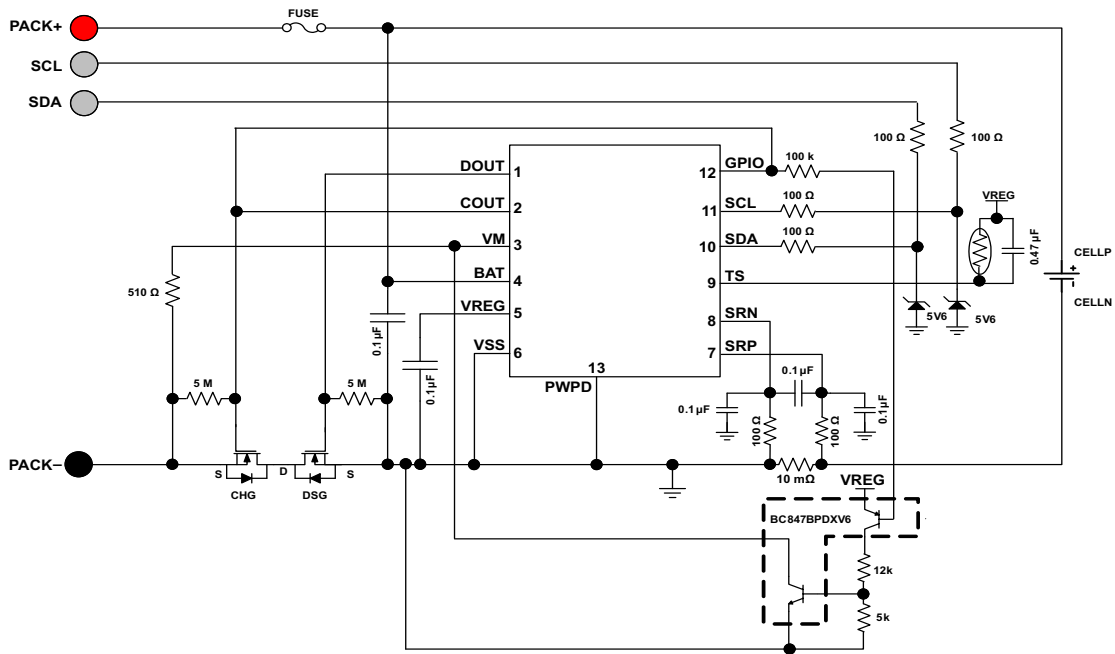 FUSE
PACK+
SCL
SDA
100 Ω
100 Ω
DOUT
1
COUT
2
VM
3
BAT
4
VREG
5
VSS
6
13
PWPD
12
GPIO
100 k
11
SCL
100 Ω
10
SDA
100 Ω
9
TS
8
SRN
7
SRP
VREG
0.47 µF
CELLP
+
-
CELLN
5V6
5V6
510 Ω
0.1 µF
0.1 µF
5 M
5 M
0.1 µF
0.1 µF
0.1 µF
100 Ω
100 Ω
PACK–
S
D
S
CHG
DSG
10 mΩ
VREG
BC847BPDXV6
12k
5k